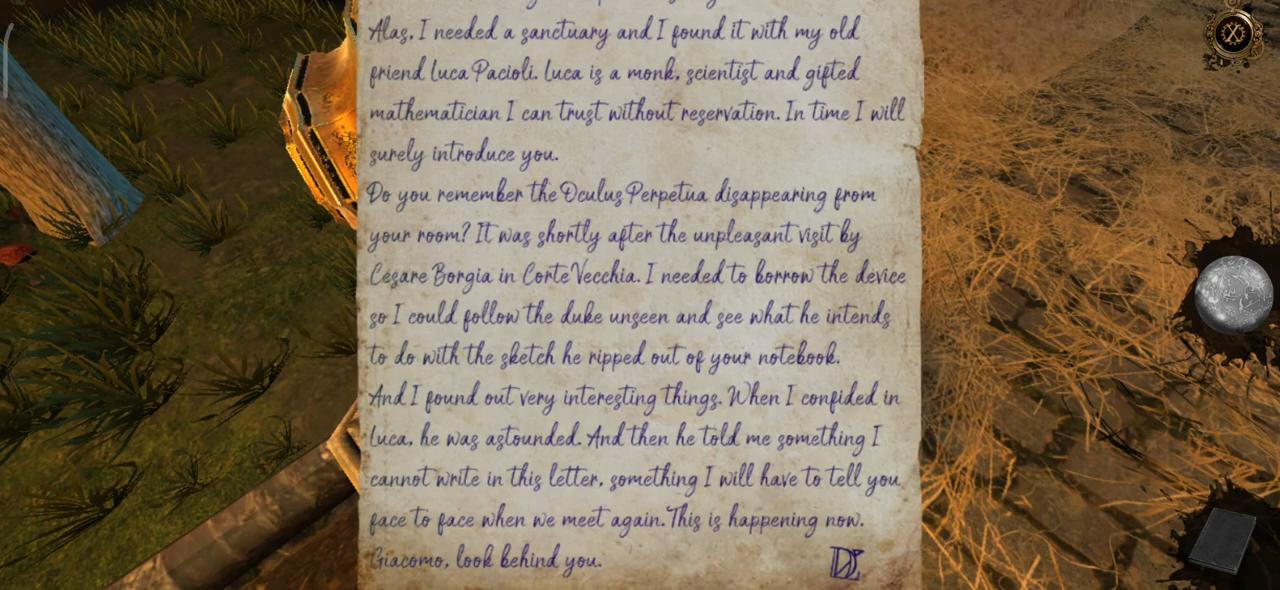 Alas, I needed a sanctuary and I found it with my old
friend Luca Pacioli. Luca is a monk, scientist and gifted
mathematician I can trust without reservation. In time I will
surely introduce you.
Do you remember the Oculus Perpetua disappearing from
your room? It was shortly after the unpleasant visit by
Cesare Borgia in Corte Vecchia. I needed to borrow the device
so I could follow the duke unseen and see what he intends
to do with the sketch he ripped out of your notebook.
And I found out very interesting things. When I confided in
Luca, he was astounded. And then he told me something I
cannot write in this letter, something I will have to tell you
face to face when we meet again. This is happening now.
Giacomo, look behind you.